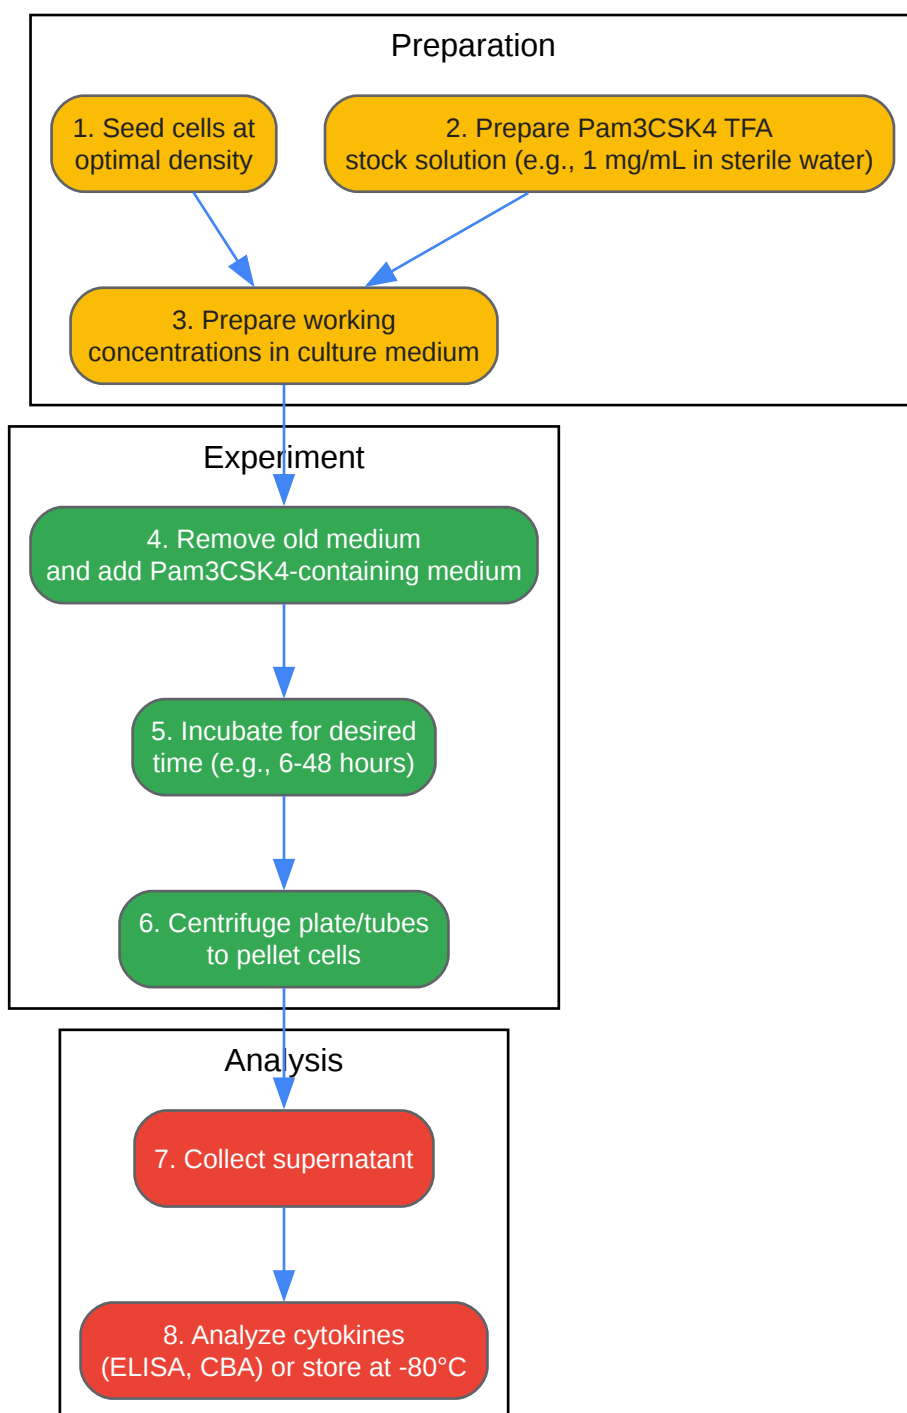 Preparation
1. Seed cells at
optimal density
2. Prepare Pam3CSK4 TFA
stock solution (e.g., 1 mg/mL in sterile water)
3. Prepare working
concentrations in culture medium
Experiment
4. Remove old medium
and add Pam3CSK4-containing medium
5. Incubate for desired
time (e.g., 6-48 hours)
6. Centrifuge plate/tubes
to pellet cells
Analysis
7. Collect supernatant
8. Analyze cytokines
(ELISA, CBA) or store at -80°C